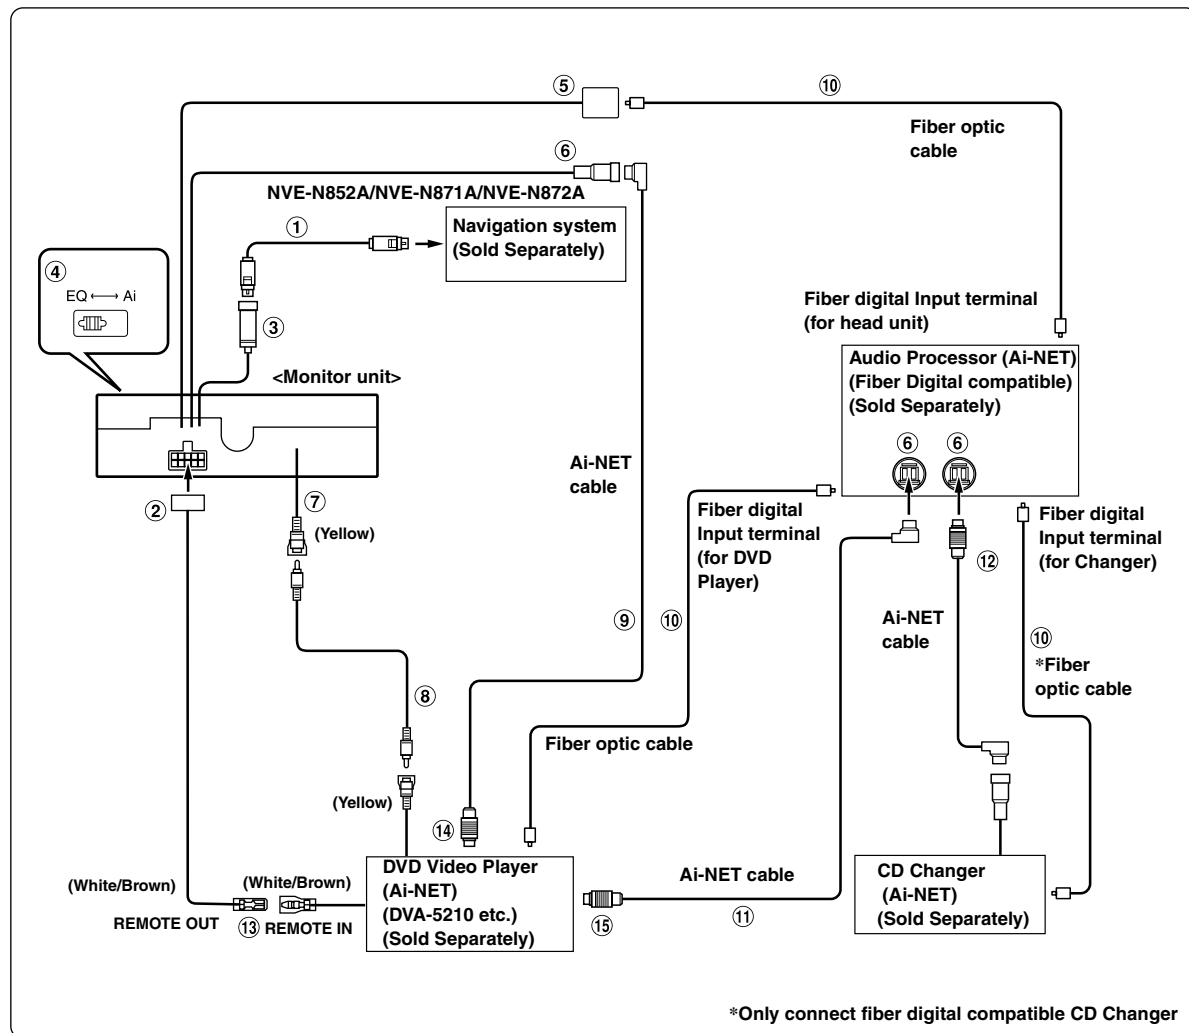 ⑤
⑩
Fiber optic
cable
⑥
NVE-N852A/NVE-N871A/NVE-N872A
①
Navigation system
(Sold Separately)
④
EQ ⟷ Ai
③
<Monitor unit>
Fiber digital Input terminal
(for head unit)
Audio Processor (Ai-NET)
(Fiber Digital compatible)
(Sold Separately)
⑥
⑥
Ai-NET
cable
②
⑦
(Yellow)
Fiber digital
Input terminal
(for DVD
Player)
Fiber digital
Input terminal
(for Changer)
⑫
⑨
⑩
Ai-NET
cable
⑩
*Fiber
optic cable
⑧
Fiber optic cable
(Yellow)
⑭
DVD Video Player
(Ai-NET)
(DVA-5210 etc.)
(Sold Separately)
(White/Brown)
(White/Brown)
REMOTE OUT
⑬
REMOTE IN
⑮
Ai-NET cable
⑪
CD Changer
(Ai-NET)
(Sold Separately)
*Only connect fiber digital compatible CD Changer